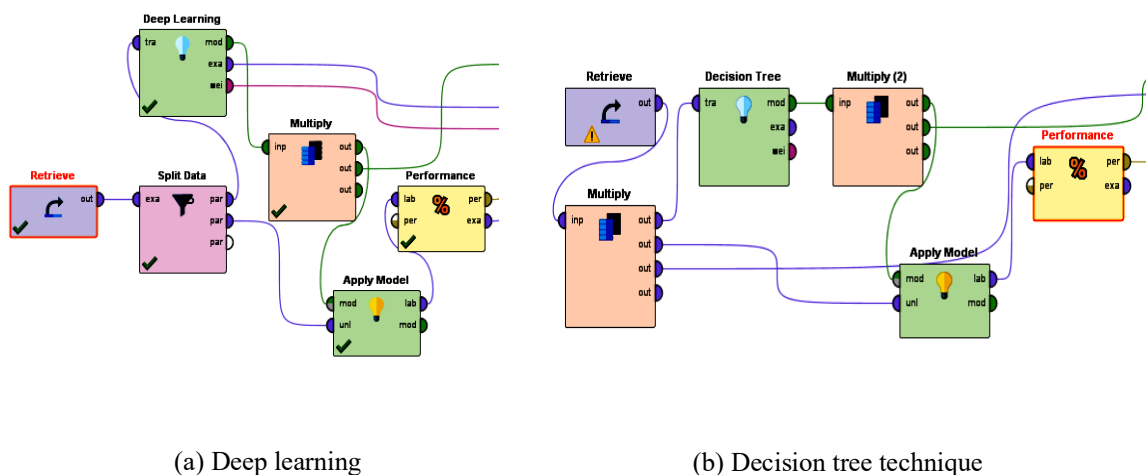 Deep Learning
tra
mod
exa
wei
Multiply
inp
out
out
out
Retrieve
out
Split Data
exa
par
par
par
Performance
lab
per
%
per
exa
Apply Model
mod
lab
unl
mod
(a) Deep learning
Retrieve
out
Decision Tree
tra
mod
exa
wei
Multiply (2)
inp
out
out
out
Multiply
inp
out
out
out
out
Performance
lab
per
%
per
exa
Apply Model
mod
lab
unl
mod
(b) Decision tree technique